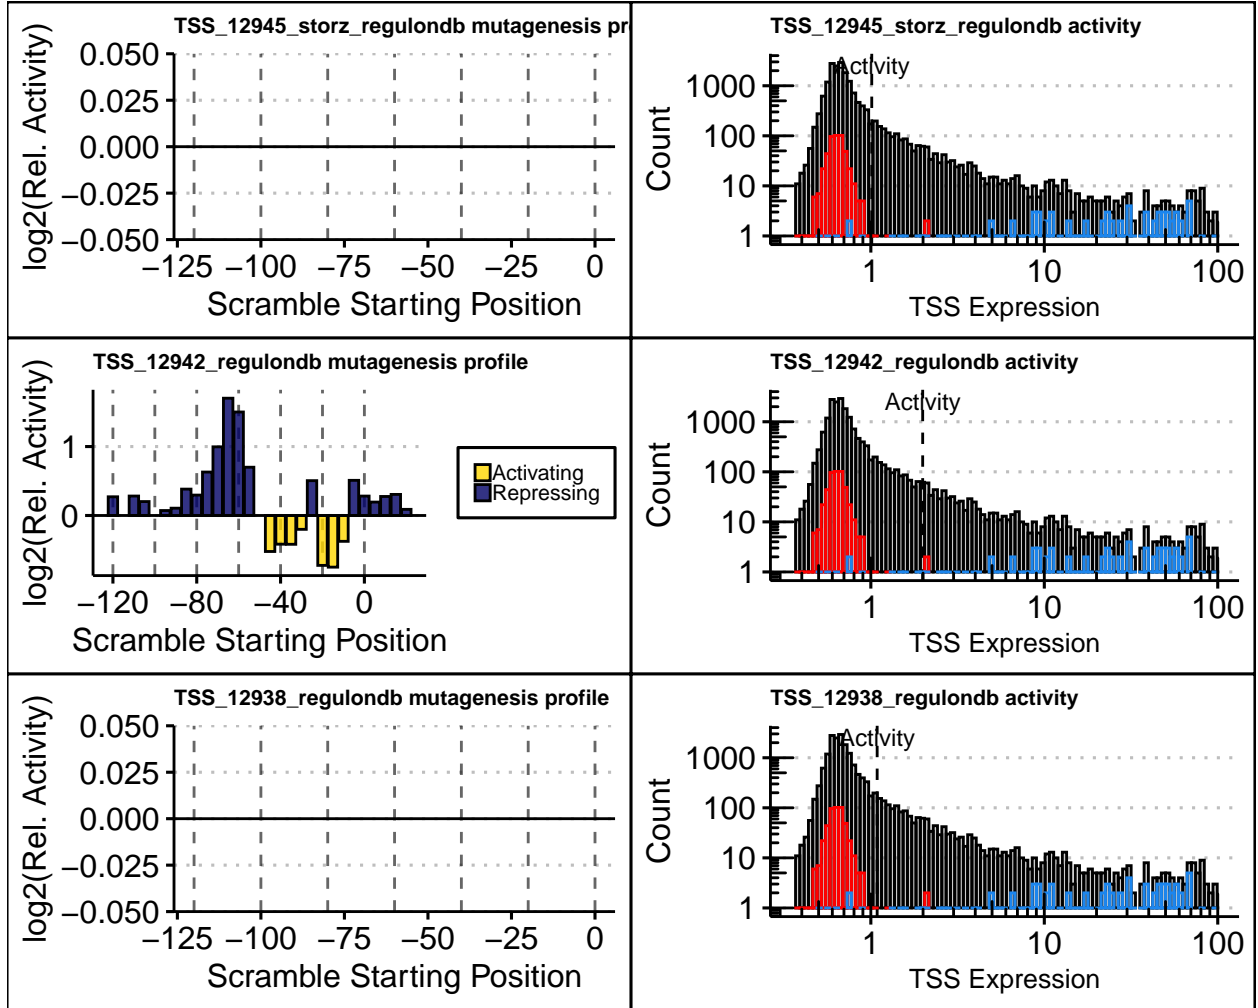 TSS_12945_storz_regulondb mutagenesis pr
log2(Rel. Activity)
0.050
0.025
0.000
−0.025
−0.050
−125 −100 −75 −50 −25 0
Scramble Starting Position
TSS_12945_storz_regulondb activity
Activity
Count
1000
100
10
1
1 10 100
TSS Expression
TSS_12942_regulondb mutagenesis profile
log2(Rel. Activity)
1
0
−120 −80 −40 0
Scramble Starting Position
Activating
Repressing
TSS_12942_regulondb activity
Activity
Count
1000
100
10
1
1 10 100
TSS Expression
TSS_12938_regulondb mutagenesis profile
log2(Rel. Activity)
0.050
0.025
0.000
−0.025
−0.050
−125 −100 −75 −50 −25 0
Scramble Starting Position
TSS_12938_regulondb activity
Activity
Count
1000
100
10
1
1 10 100
TSS Expression